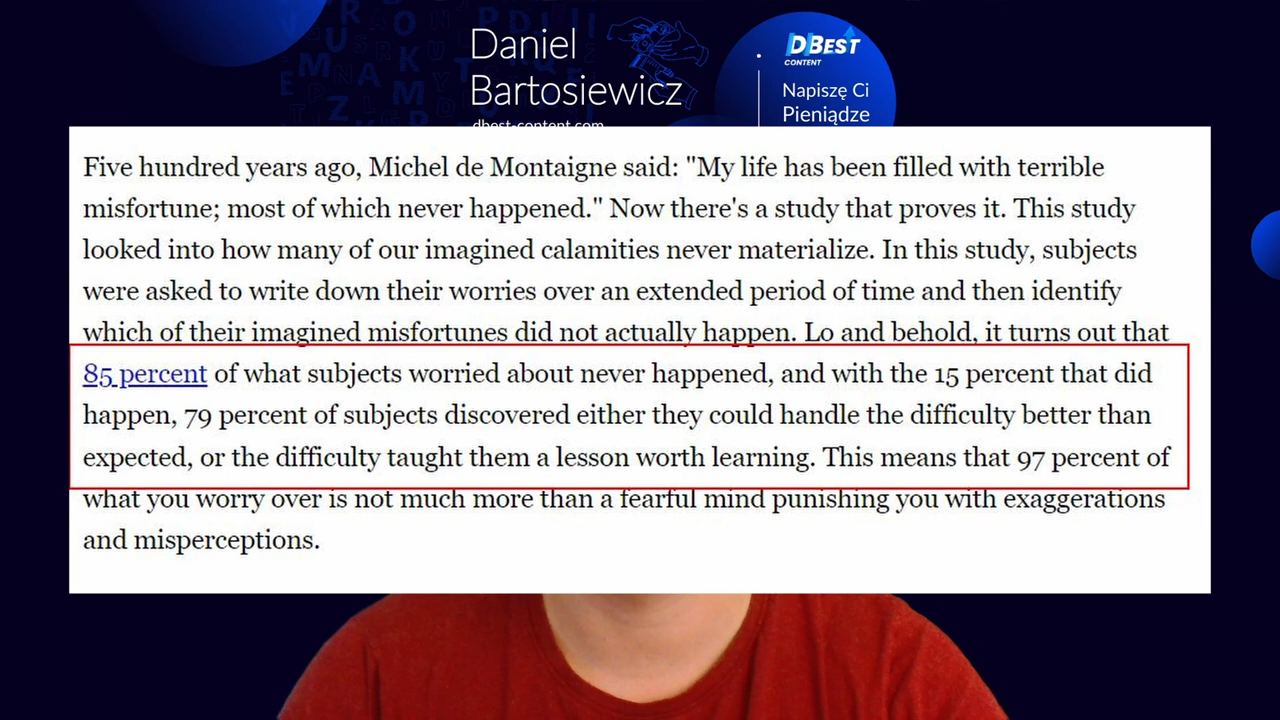 Daniel
Bartosiewicz
dbest-content.com
DBEST
CONTENT
Napiszę Ci
Pieniądze
Five hundred years ago, Michel de Montaigne said: "My life has been filled with terrible
misfortune; most of which never happened." Now there's a study that proves it. This study
looked into how many of our imagined calamities never materialize. In this study, subjects
were asked to write down their worries over an extended period of time and then identify
which of their imagined misfortunes did not actually happen. Lo and behold, it turns out that
85 percent of what subjects worried about never happened, and with the 15 percent that did
happen, 79 percent of subjects discovered either they could handle the difficulty better than
expected, or the difficulty taught them a lesson worth learning. This means that 97 percent of
what you worry over is not much more than a fearful mind punishing you with exaggerations
and misperceptions.